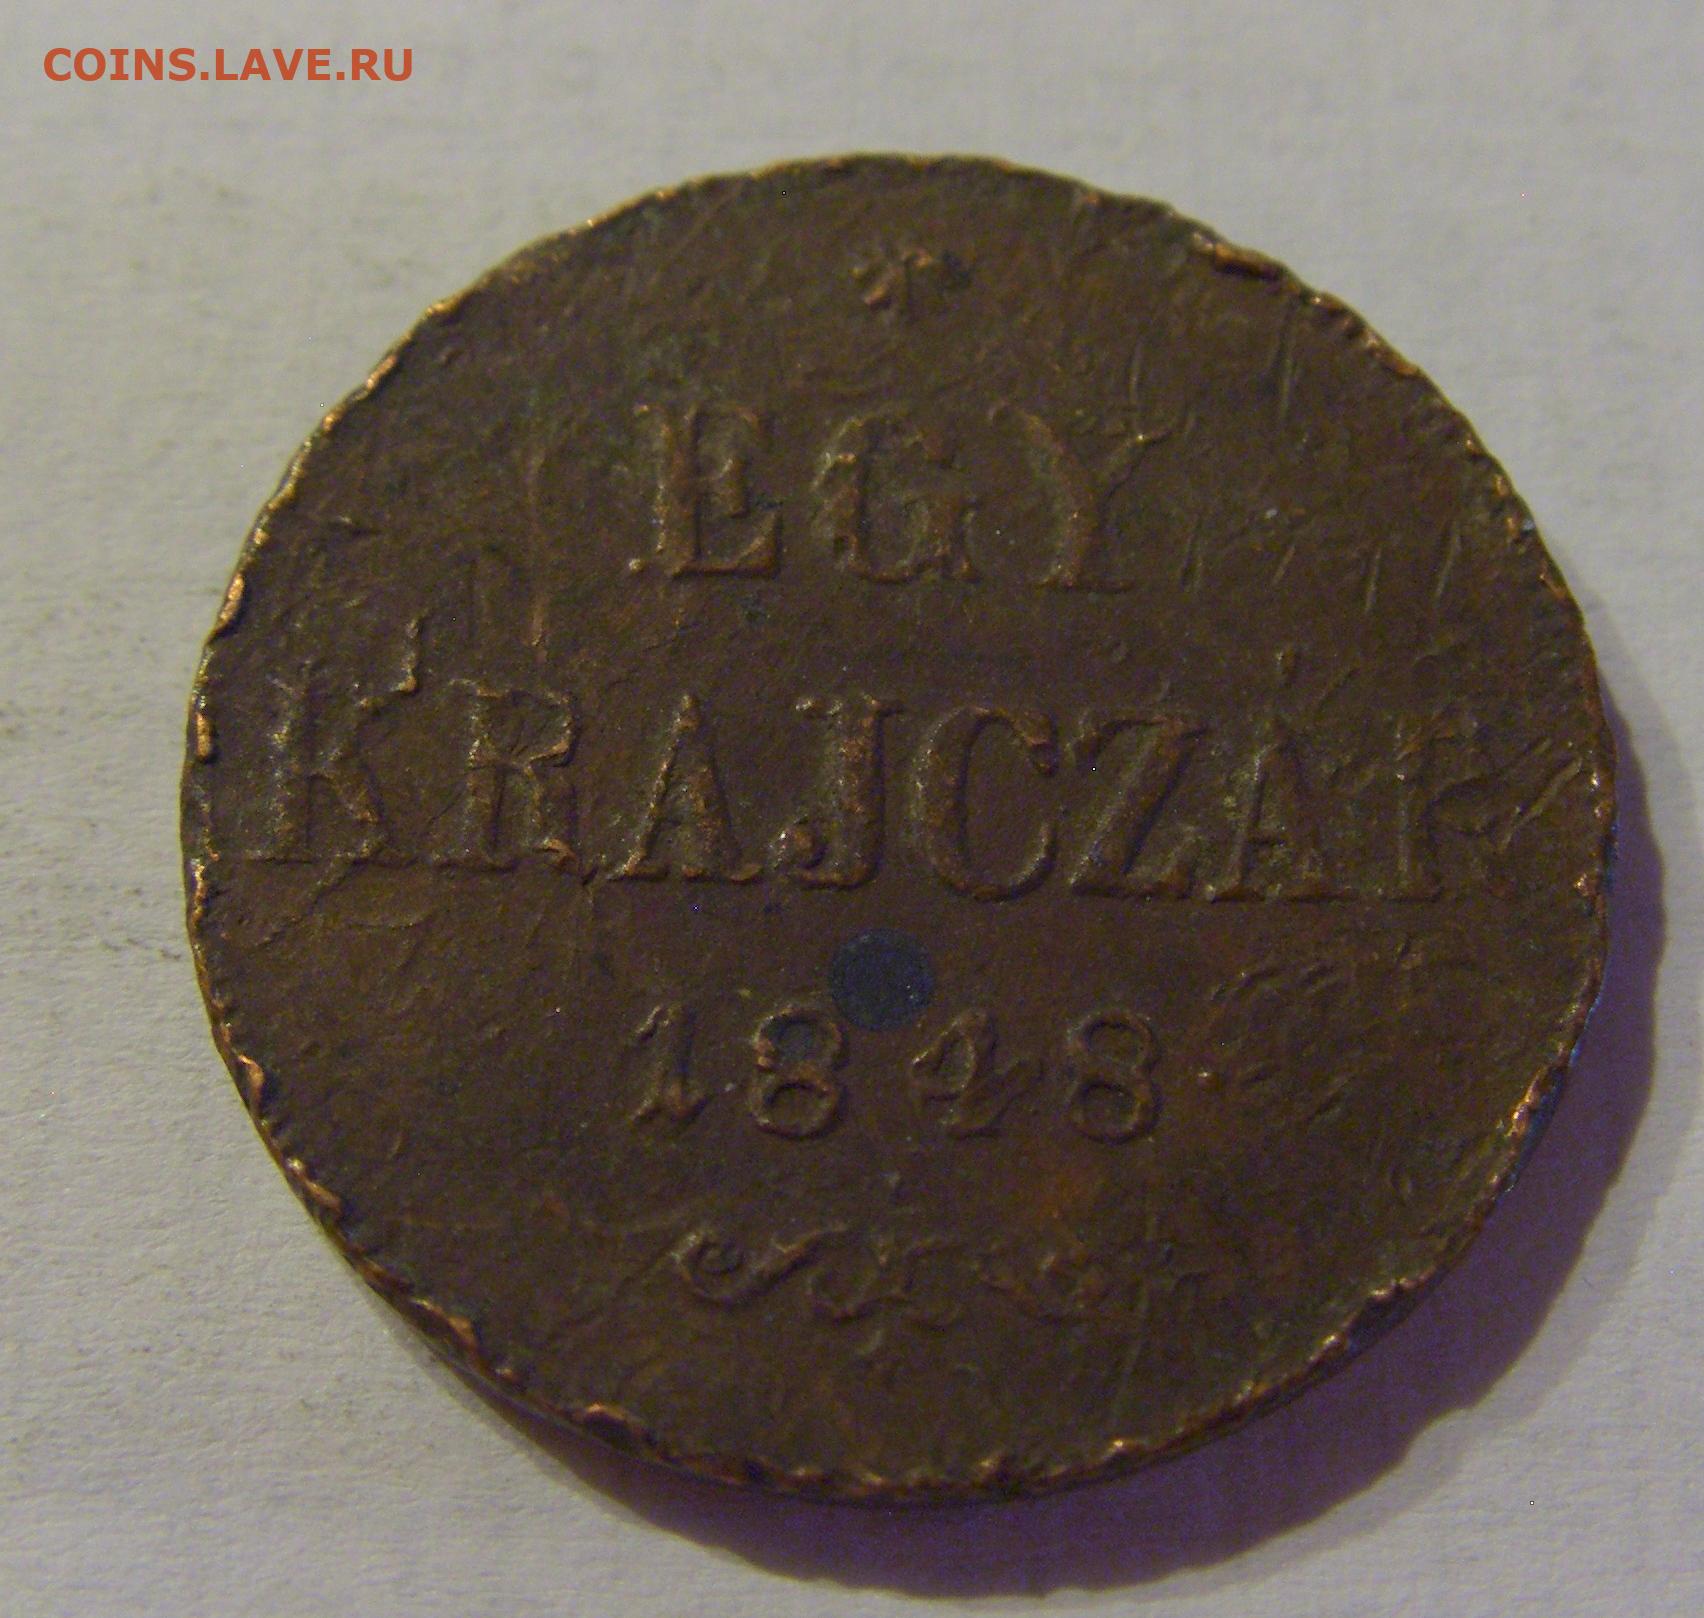 COINS.LAVE.RU
EGY
KRAJCZÁR
1848